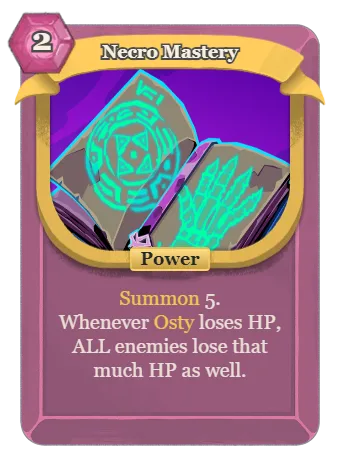 2
Necro Mastery
Power
Summon 5.
Whenever Osty loses HP,
ALL enemies lose that
much HP as well.